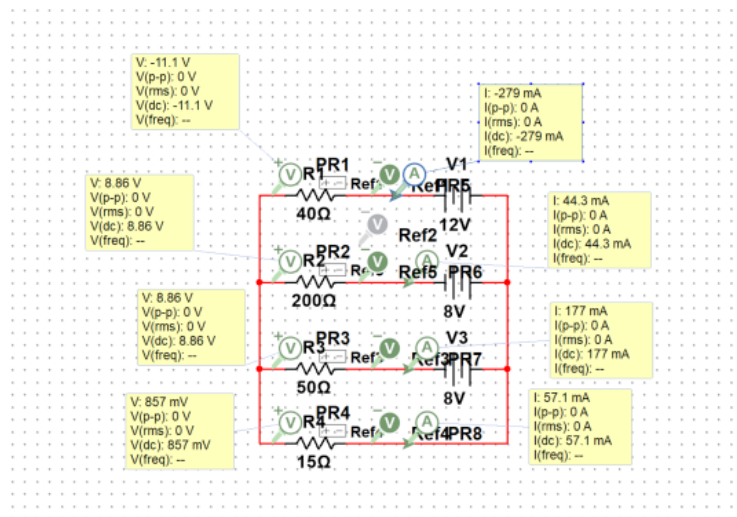 V: -11.1 V
V(p-p): 0 V
V(rms): 0 V
V(dc): -11.1 V
V(freq): --
I: -279 mA
I(p-p): 0 A
I(rms): 0 A
I(dc): -279 mA
I(freq): --
PR1
V1
R1
V
A
PR5
40Ω
12V
V: 8.86 V
V(p-p): 0 V
V(rms): 0 V
V(dc): 8.86 V
V(freq): --
I: 44.3 mA
I(p-p): 0 A
I(rms): 0 A
I(dc): 44.3 mA
I(freq): --
V
Ref2
PR2
V2
R2
V
V
A
Ref5
PR6
200Ω
8V
V: 8.86 V
V(p-p): 0 V
V(rms): 0 V
V(dc): 8.86 V
V(freq): --
I: 177 mA
I(p-p): 0 A
I(rms): 0 A
I(dc): 177 mA
I(freq): --
PR3
V3
R3
V
V
A
Ref3
PR7
50Ω
8V
V: 857 mV
V(p-p): 0 V
V(rms): 0 V
V(dc): 857 mV
V(freq): --
I: 57.1 mA
I(p-p): 0 A
I(rms): 0 A
I(dc): 57.1 mA
I(freq): --
PR4
R4
V
V
A
Ref4
PR8
15Ω